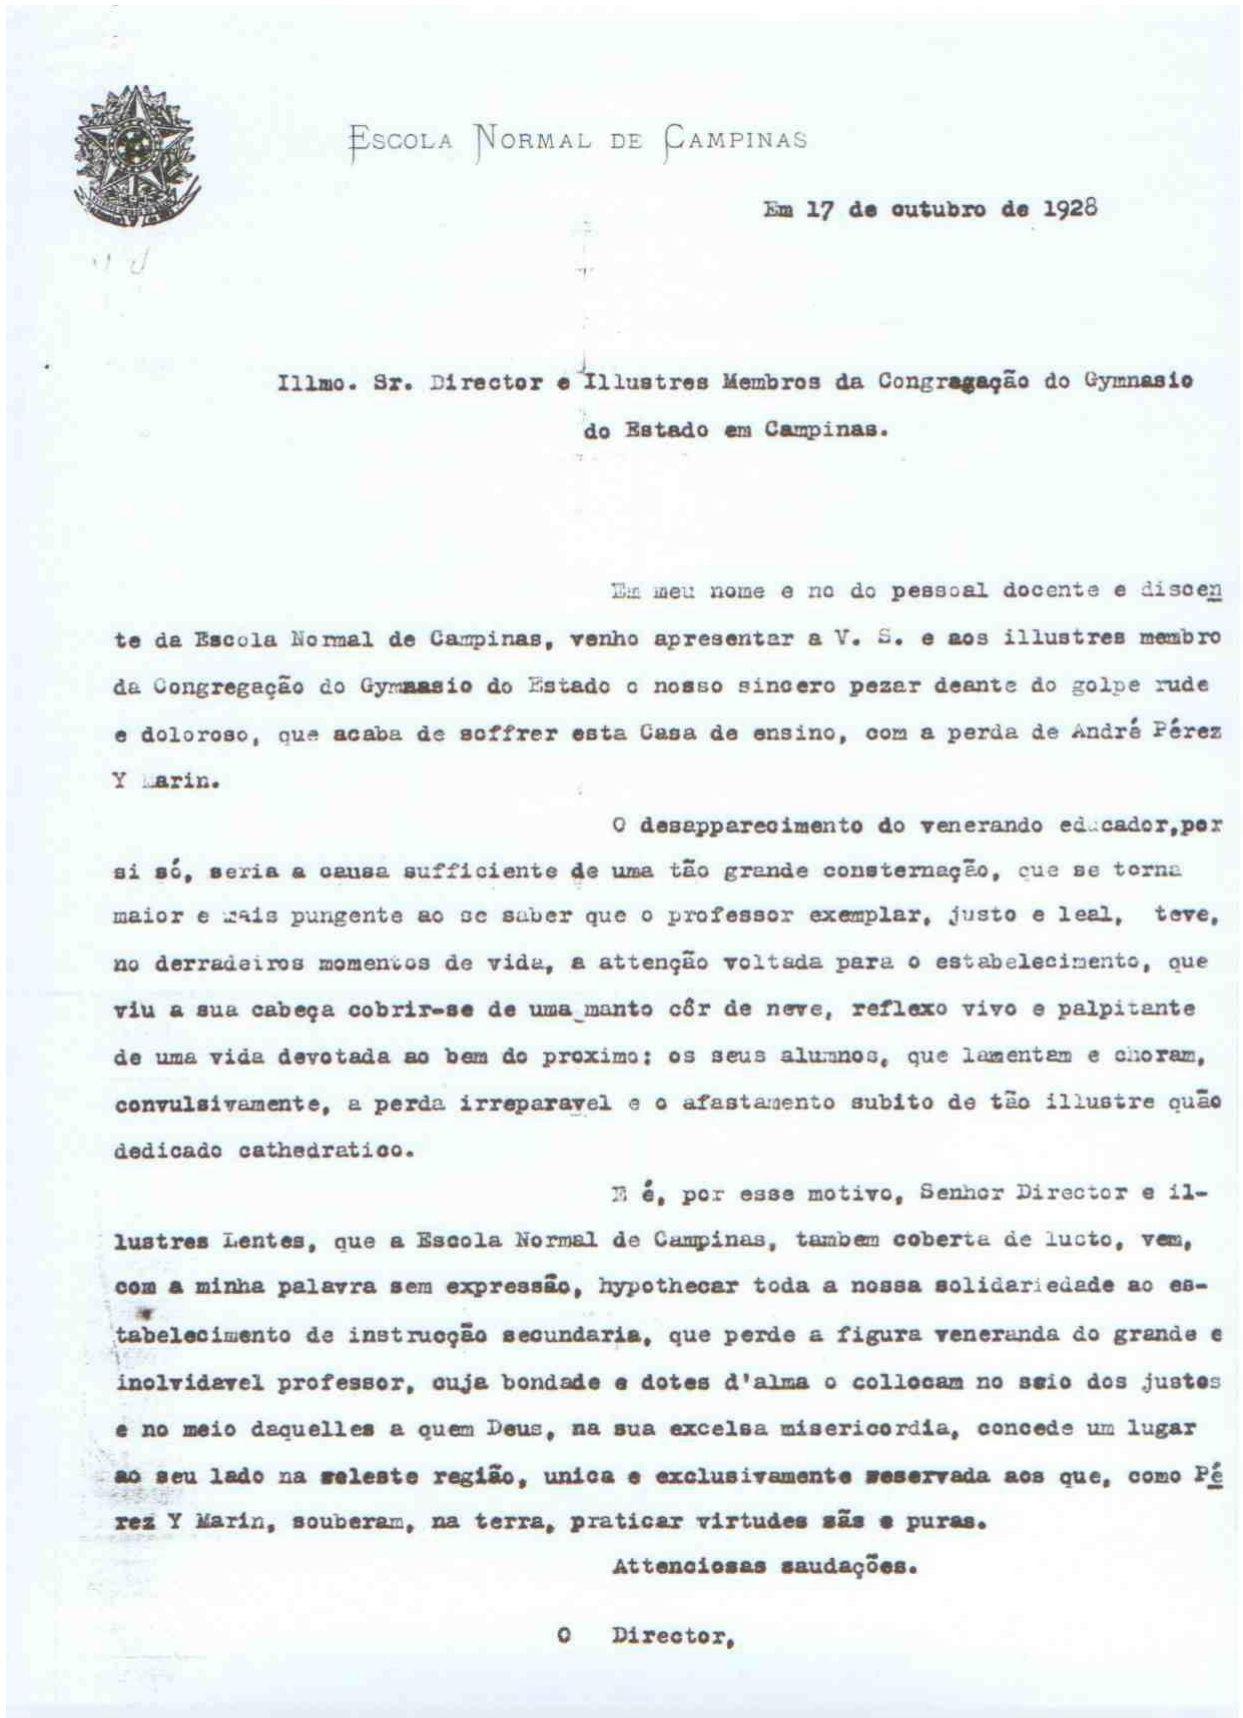 ESCOLA NORMAL DE CAMPINAS
Em 17 de outubro de 1928
Illmo. Sr. Director e Illustres Membros da Congragação do Gymnasio
do Estado em Campinas.
Em meu nome e no do pessoal docente e discen
te da Escola Normal de Campinas, venho apresentar a V. S. e aos illustres membro
da Congregação do Gymnasio do Estado o nosso sincero pezar deante do golpe rude
e doloroso, que acaba de soffrer esta Casa de ensino, com a perda de André Pérez
Y Marin.
O desapparecimento do venerando educador,por
si só, seria a causa sufficiente de uma tão grande consternação, que se torna
maior e mais pungente ao se saber que o professor exemplar, justo e leal, teve,
no derradeiros momentos de vida, a attenção voltada para o estabelecimento, que
viu a sua cabeça cobrir-se de uma manto côr de neve, reflexo vivo e palpitante
de uma vida devotada ao bem do proximo; os seus alumnos, que lamentam e choram,
convulsivamente, a perda irreparavel e o afastamento subito de tão illustre quão
dedicado cathedratico.
E é, por esse motivo, Senhor Director e il-
lustres Lentes, que a Escola Normal de Campinas, tambem coberta de lucto, vem,
com a minha palavra sem expressão, hypothecar toda a nossa solidariedade ao es-
tabelecimento de instrucção secundaria, que perde a figura veneranda do grande e
inolvidavel professor, cuja bondade e dotes d'alma o collocam no seio dos justos
e no meio daquelles a quem Deus, na sua excelsa misericordia, concede um lugar
ao seu lado na seleste região, unica e exclusivamente reservada aos que, como Pé
rez Y Marin, souberam, na terra, praticar virtudes sãs e puras.
Attenciosas saudações.
O Director,